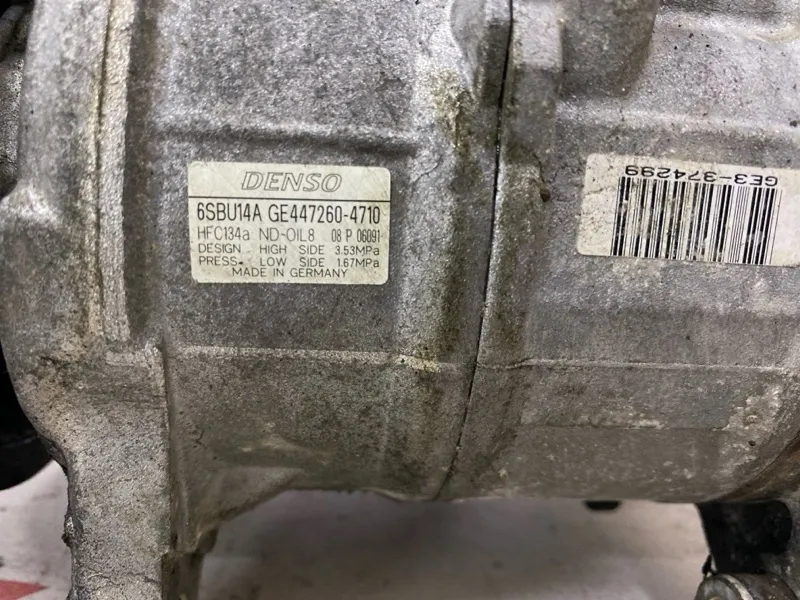 DENSO
6SBU14A GE447260-4710
HFC134a ND-OIL8 08 P 06091
DESIGN HIGH SIDE 3.53MPa
PRESS. LOW SIDE 1.67MPa
MADE IN GERMANY
GE3-374299